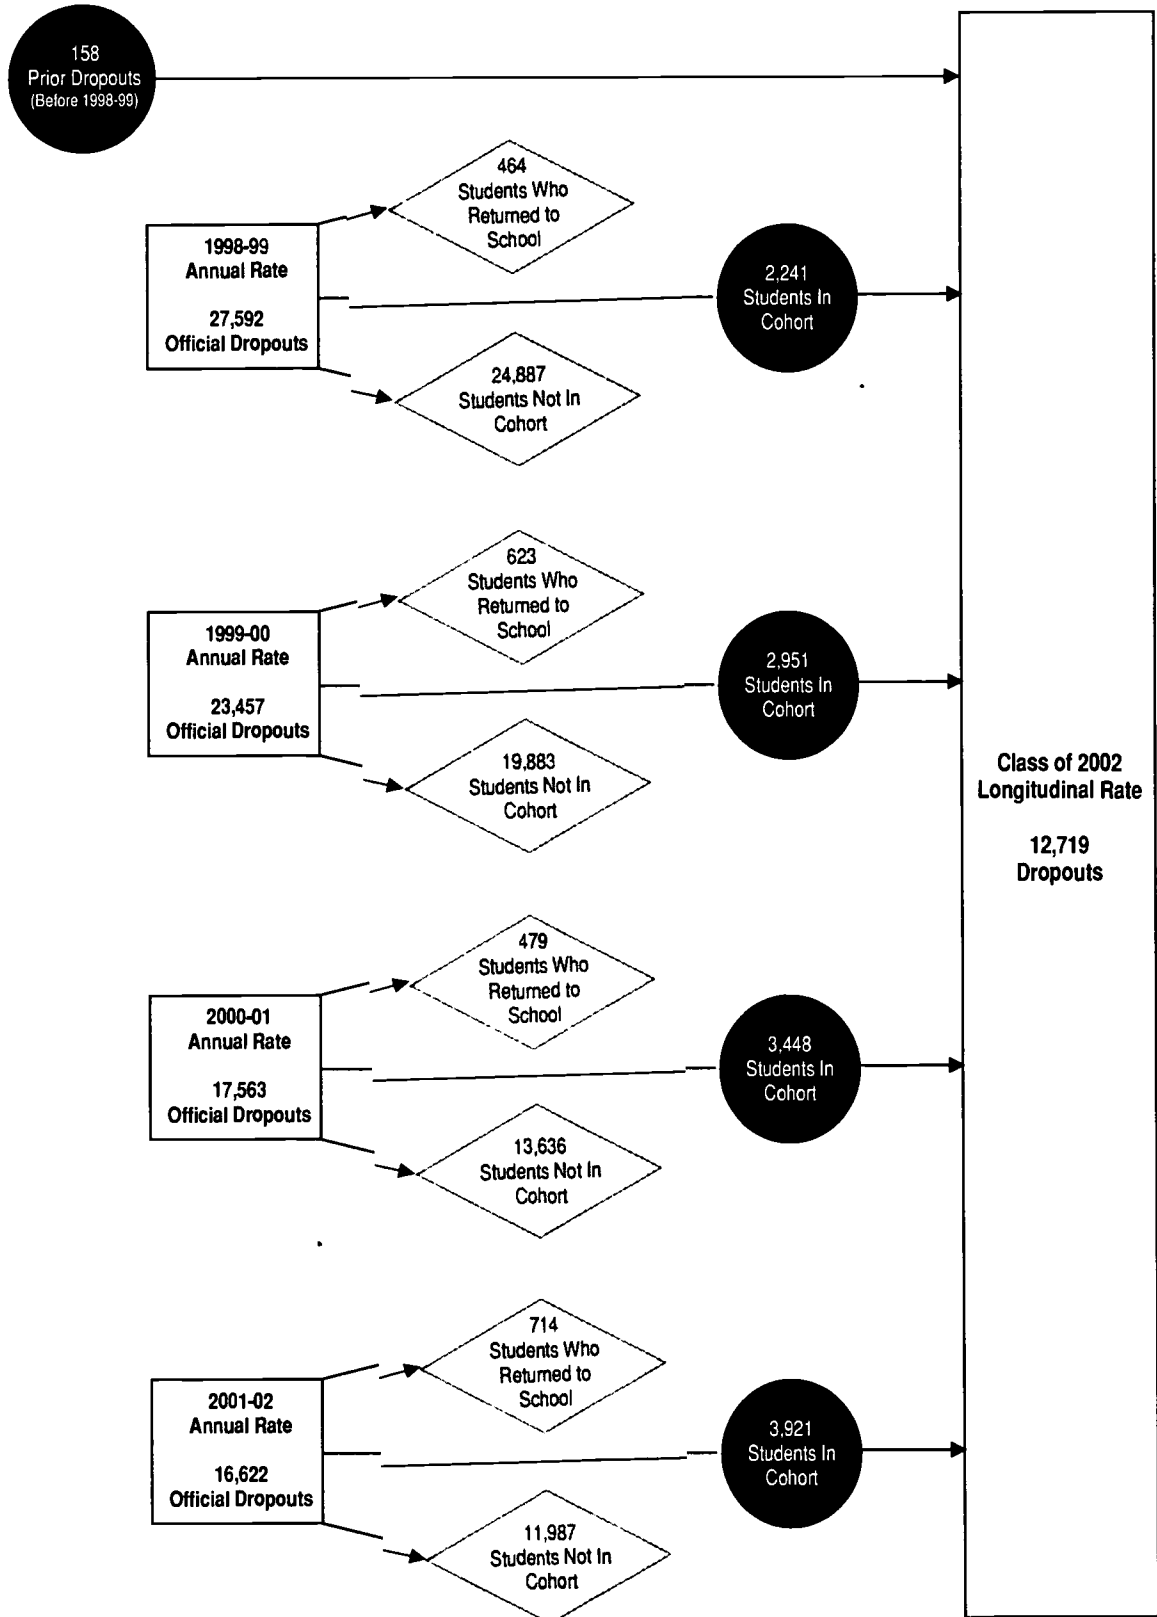 158
Prior Dropouts
(Before 1998-99)
464
Students Who
Returned to
School
1998-99
Annual Rate
27,592
Official Dropouts
2,241
Students In
Cohort
24,887
Students Not In
Cohort
623
Students Who
Returned to
School
1999-00
Annual Rate
23,457
Official Dropouts
2,951
Students In
Cohort
19,883
Students Not In
Cohort
Class of 2002
Longitudinal Rate
12,719
Dropouts
479
Students Who
Returned to
School
2000-01
Annual Rate
17,563
Official Dropouts
3,448
Students In
Cohort
13,636
Students Not In
Cohort
714
Students Who
Returned to
School
2001-02
Annual Rate
16,622
Official Dropouts
3,921
Students In
Cohort
11,987
Students Not In
Cohort